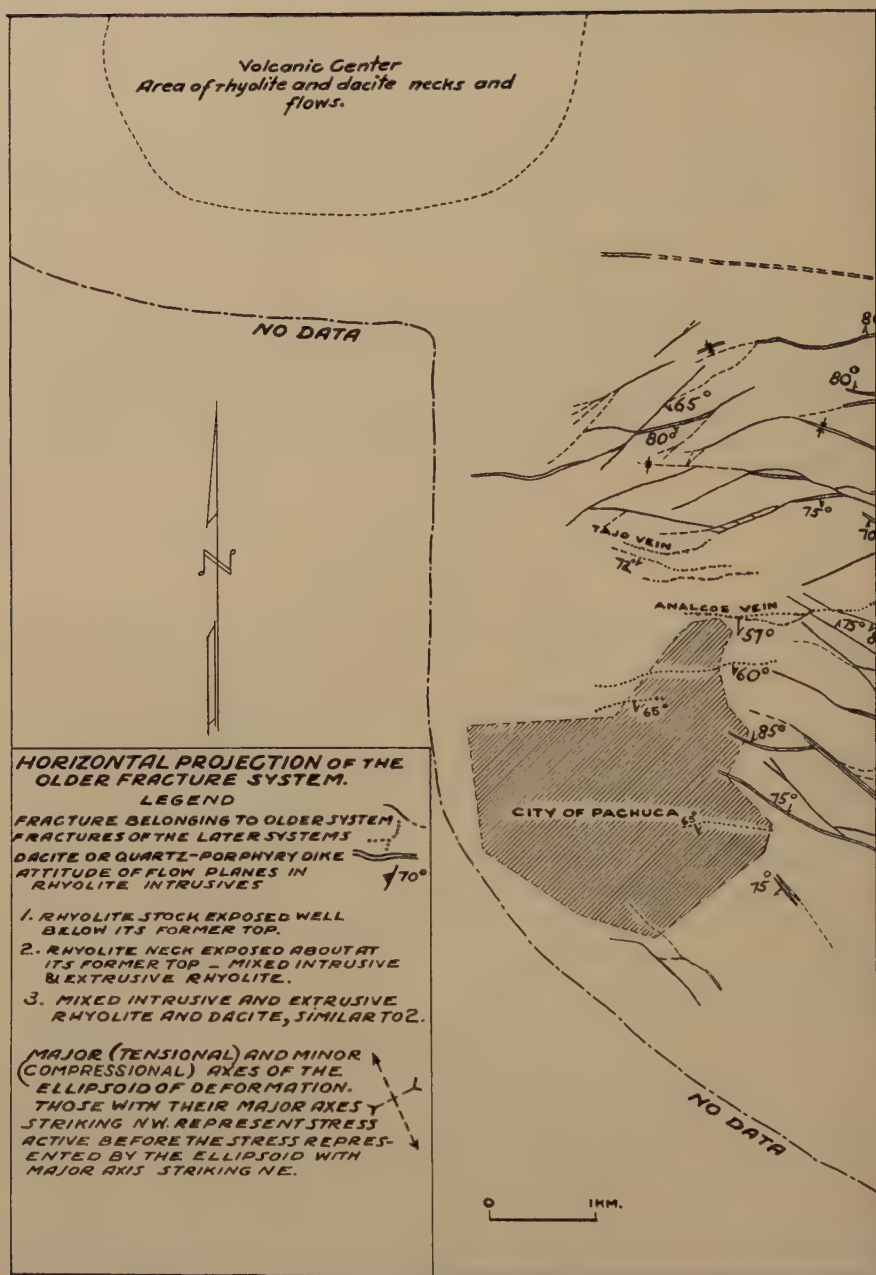 Volcanic Center
Area of rhyolite and dacite necks and
flows.
NO DATA
80°
65°
80°
75°
70
TAJO VEIN
72°
N
ANALCOS VEIN
57°
75°
8
60°
65°
85°
CITY OF PACHUCA
65°
75°
75°
HORIZONTAL PROJECTION OF THE
OLDER FRACTURE SYSTEM.
LEGEND
FRACTURE BELONGING TO OLDER SYSTEM
FRACTURES OF THE LATER SYSTEMS
DACITE OR QUARTZ-PORPHYRY DIKE
ATTITUDE OF FLOW PLANES IN
RHYOLITE INTRUSIVES
70°
1. RHYOLITE STOCK EXPOSED WELL
BELOW ITS FORMER TOP.
2. RHYOLITE NECK EXPOSED ABOUT AT
ITS FORMER TOP - MIXED INTRUSIVE
& EXTRUSIVE RHYOLITE.
3. MIXED INTRUSIVE AND EXTRUSIVE
RHYOLITE AND DACITE, SIMILAR TO 2.
MAJOR (TENSIONAL) AND MINOR
(COMPRESSIONAL) AXES OF THE
ELLIPSOID OF DEFORMATION.
THOSE WITH THEIR MAJOR AXES
STRIKING NW. REPRESENT STRESS
ACTIVE BEFORE THE STRESS REPRES-
ENTED BY THE ELLIPSOID WITH
MAJOR AXIS STRIKING NE.
NO DATA
0 1 KM.